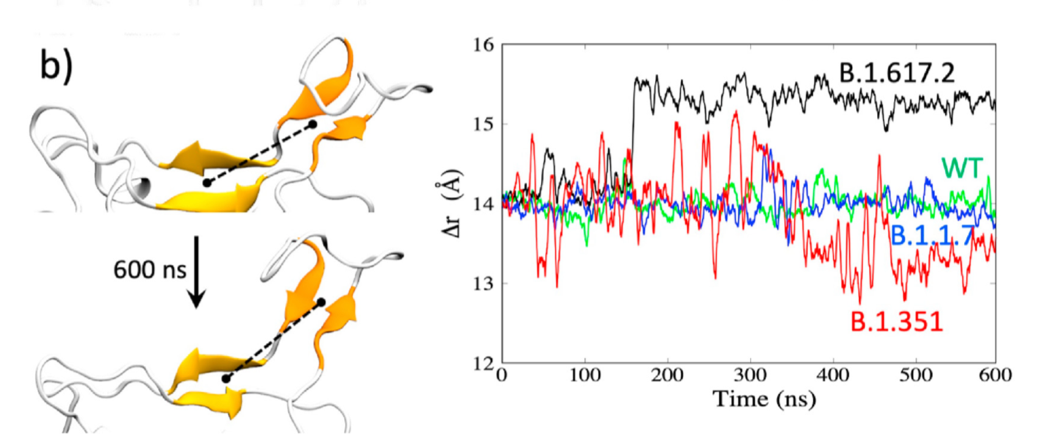 b)
600 ns
16
15
14
13
12
Δr (Å)
B.1.617.2
WT
B.1.1.7
B.1.351
0 100 200 300 400 500 600
Time (ns)